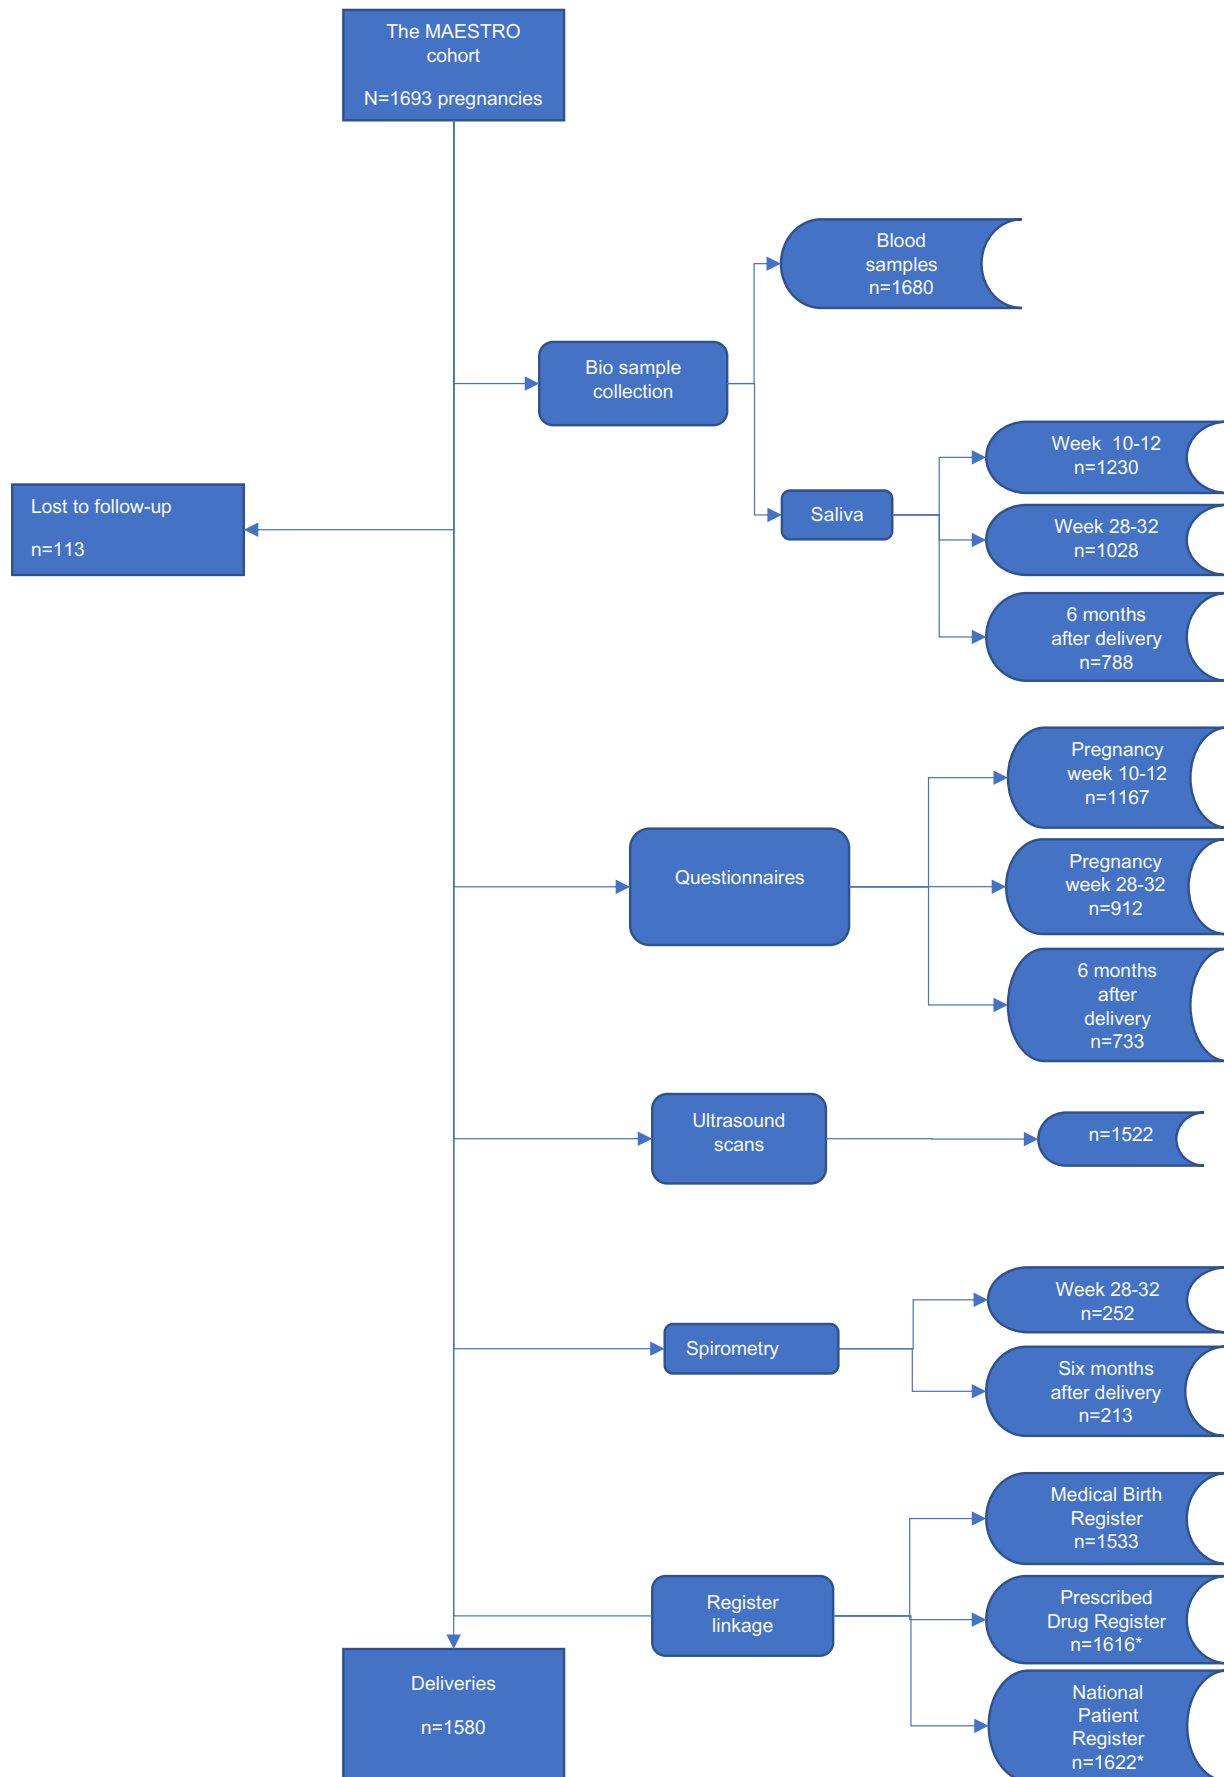 The MAESTRO
cohort
N=1693 pregnancies
Blood
samples
n=1680
Bio sample
collection
Week 10-12
n=1230
Lost to follow-up
n=113
Saliva
Week 28-32
n=1028
6 months
after delivery
n=788
Pregnancy
week 10-12
n=1167
Questionnaires
Pregnancy
week 28-32
n=912
6 months
after
delivery
n=733
Ultrasound
scans
n=1522
Week 28-32
n=252
Spirometry
Six months
after delivery
n=213
Medical Birth
Register
n=1533
Register
linkage
Prescribed
Drug Register
n=1616*
Deliveries
n=1580
National
Patient
Register
n=1622*